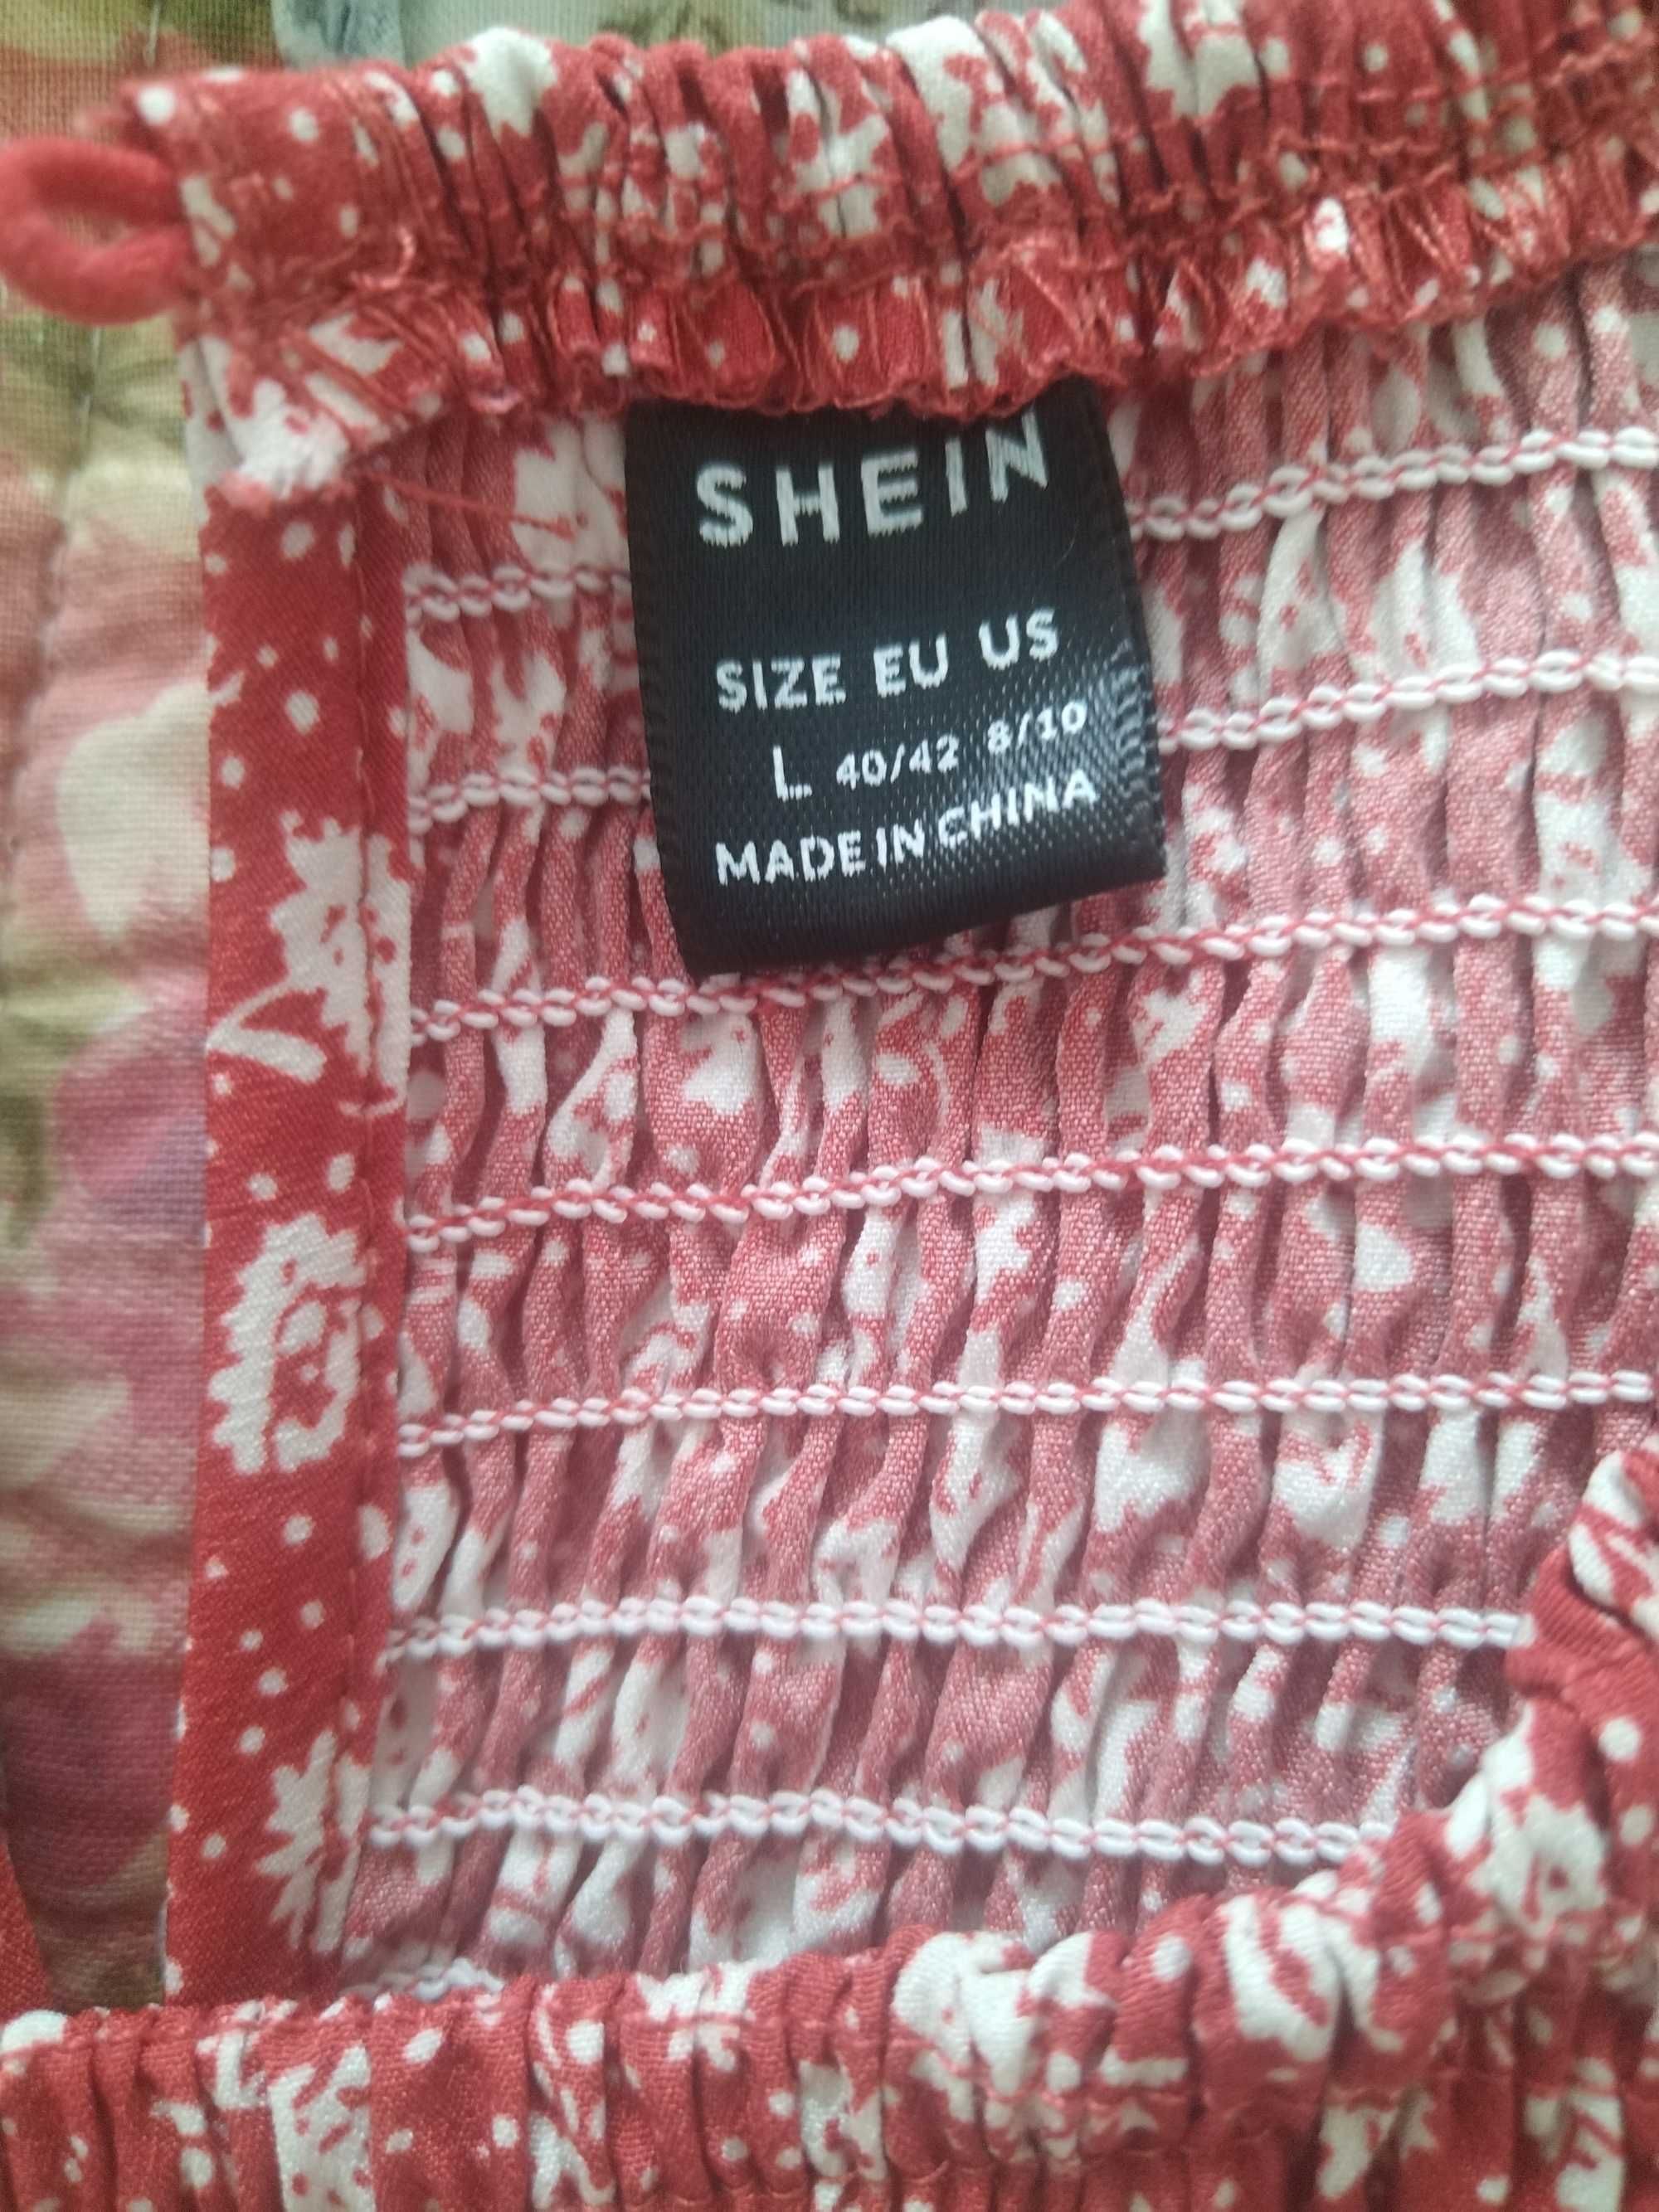 SHEIN
SIZE EU US
L 40/42 8/10
MADE IN CHINA